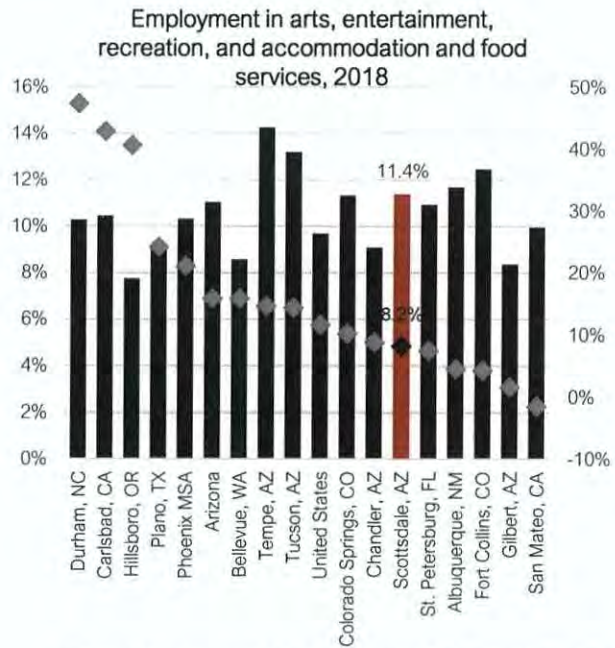 Employment in arts, entertainment,
recreation, and accommodation and food
services, 2018
16%
14%
12%
10%
8%
6%
4%
2%
0%
50%
40%
30%
20%
10%
0%
-10%
11.4%
8.2%
Durham, NC
Carlsbad, CA
Hillsboro, OR
Plano, TX
Phoenix MSA
Arizona
Bellevue, WA
Tempe, AZ
Tucson, AZ
United States
Colorado Springs, CO
Chandler, AZ
Scottsdale, AZ
St. Petersburg, FL
Albuquerque, NM
Fort Collins, CO
Gilbert, AZ
San Mateo, CA